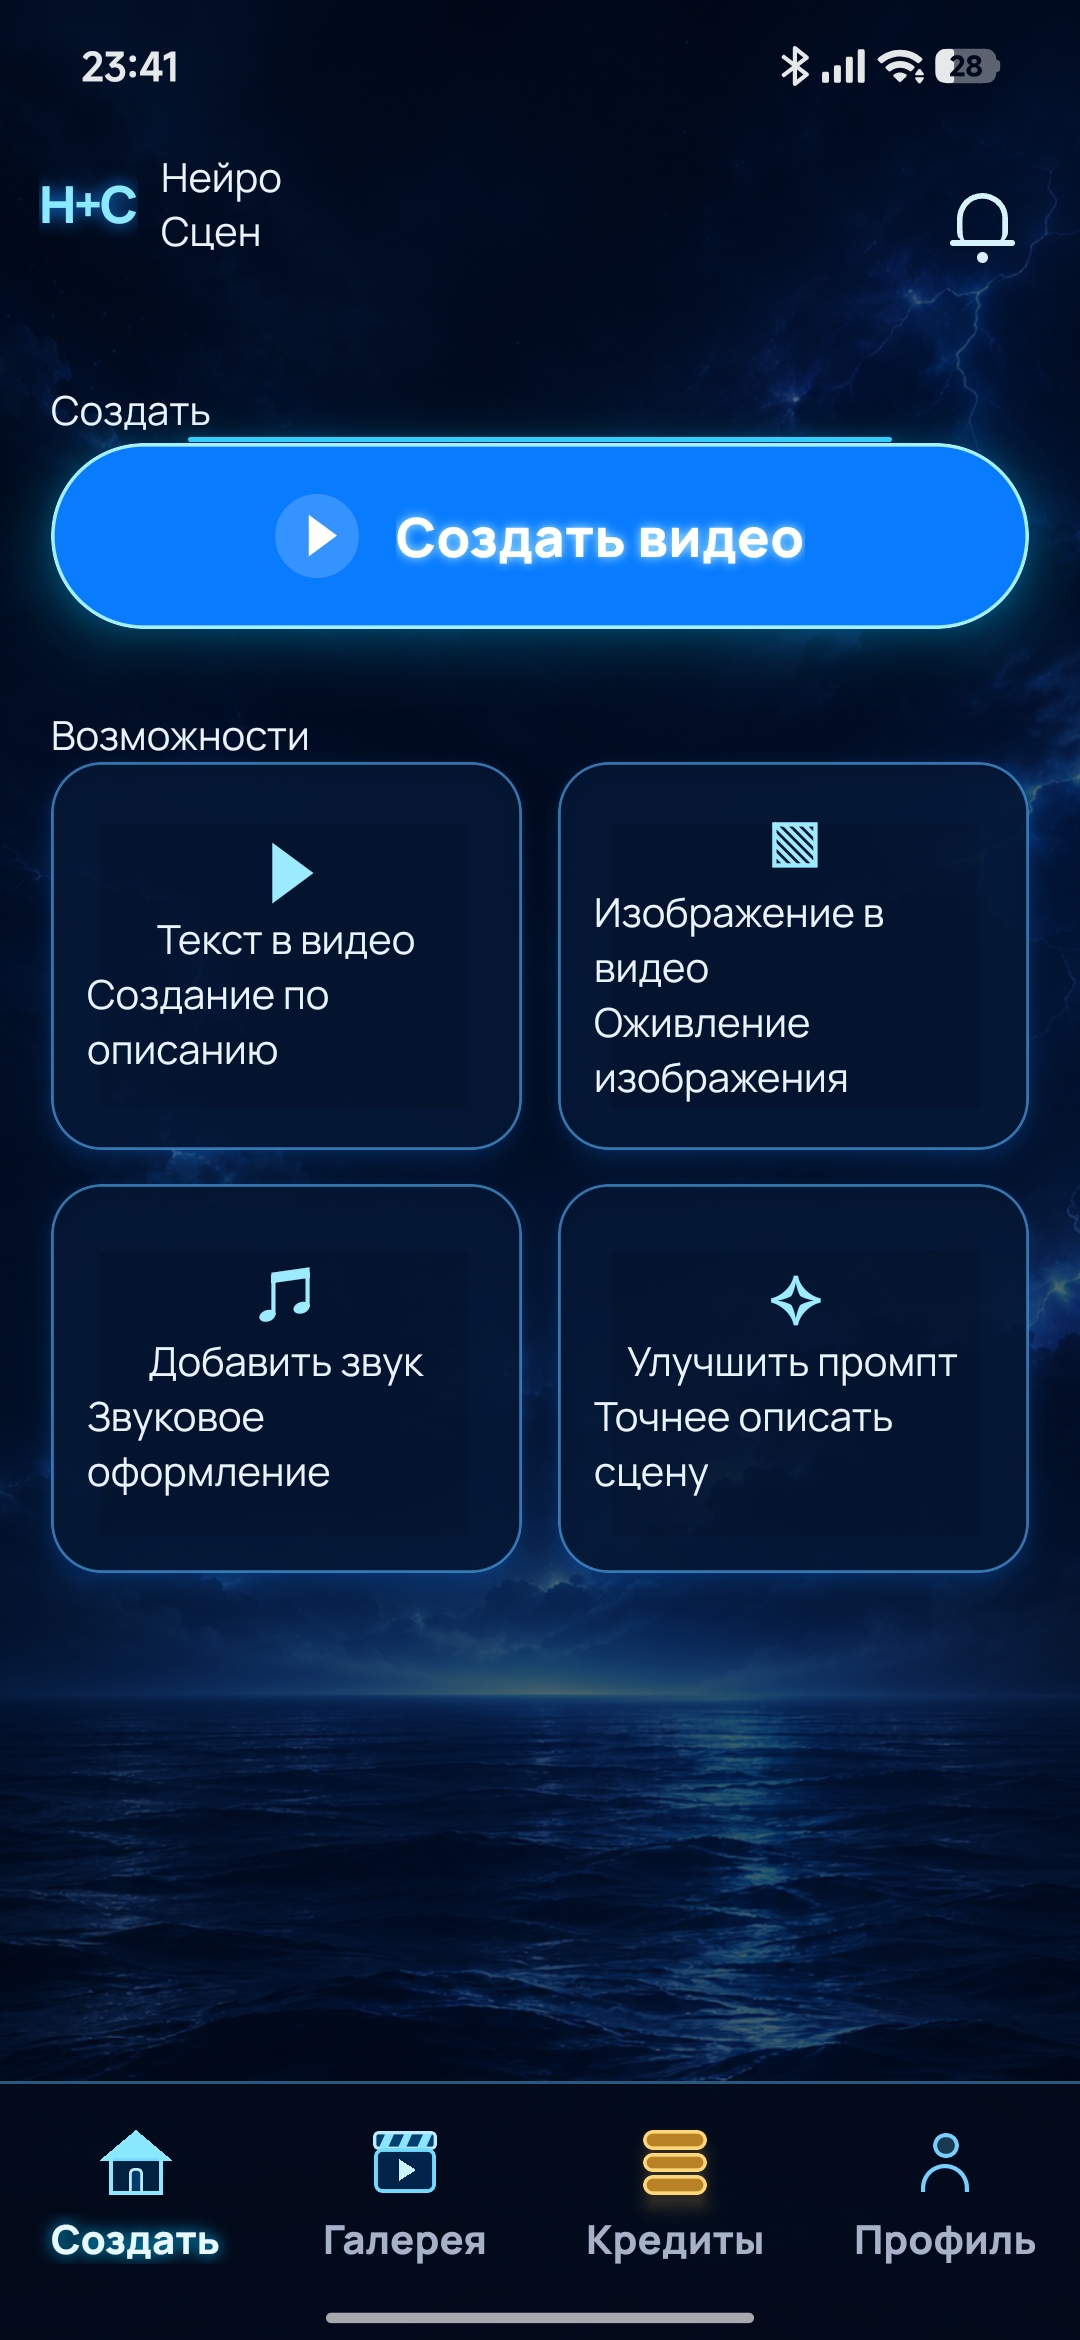 23:41
28
Н+С
Нейро
Сцен
Создать
Создать видео
Возможности
Текст в видео
Создание по
описанию
Изображение в
видео
Оживление
изображения
Добавить звук
Звуковое
оформление
Улучшить промпт
Точнее описать
сцену
Создать
Галерея
Кредиты
Профиль